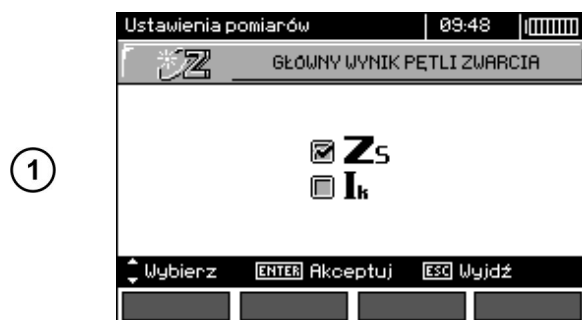 Ustawienia pomiarów 09:48
Z GŁÓWNY WYNIK PĘTLI ZWARCIA
1
Zs
Ik
Wybierz ENTER Akceptuj ESC Wyjdź